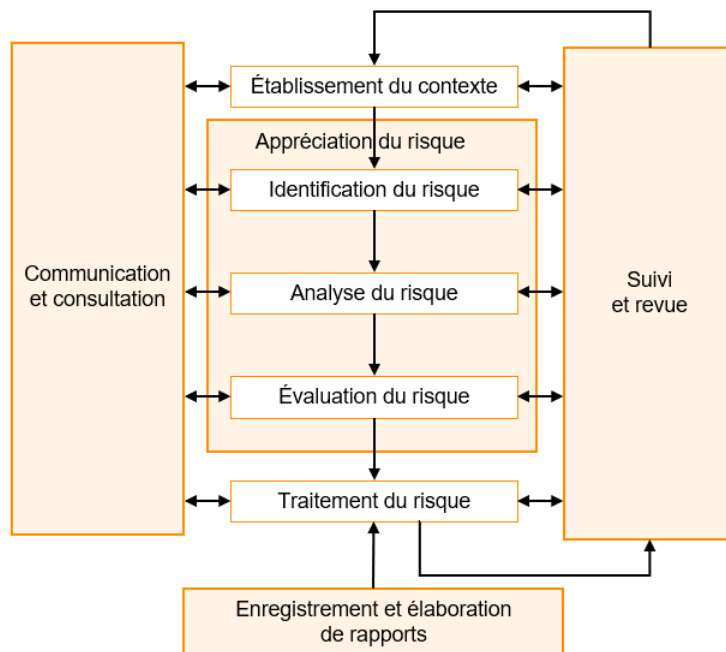 Établissement du contexte
Appréciation du risque
Identification du risque
Communication
et consultation
Analyse du risque
Suivi
et revue
Évaluation du risque
Traitement du risque
Enregistrement et élaboration
de rapports